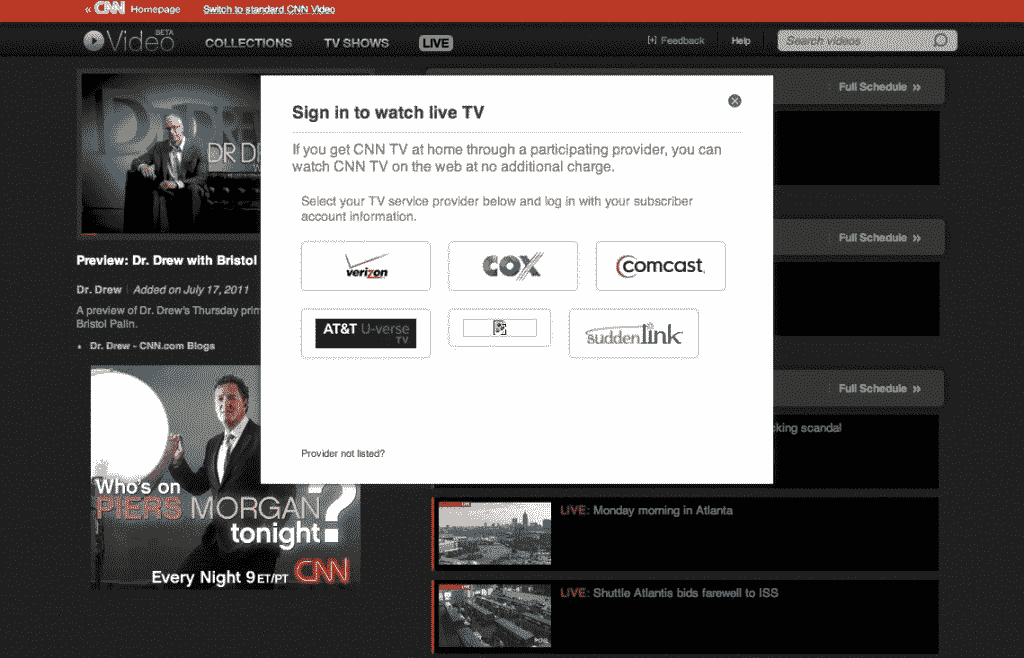 « CNN Homepage Switch to standard CNN Video
Video BETA COLLECTIONS TV SHOWS LIVE [+] Feedback Help Search videos
DR DREW
DR DR
Full Schedule »
Sign in to watch live TV
If you get CNN TV at home through a participating provider, you can
watch CNN TV on the web at no additional charge.
Select your TV service provider below and log in with your subscriber
account information.
verizon COX Comcast.
AT&T U-verse TV suddenlink
Provider not listed?
Preview: Dr. Drew with Bristol
Dr. Drew | Added on July 17, 2011
A preview of Dr. Drew's Thursday prim
Bristol Palin.
• Dr. Drew - CNN.com Blogs
Who's on
PIERS MORGAN
tonight?
Every Night 9 ET/PT CNN
Full Schedule »
Full Schedule »
cking scandal
LIVE: Monday morning in Atlanta
LIVE: Shuttle Atlantis bids farewell to ISS